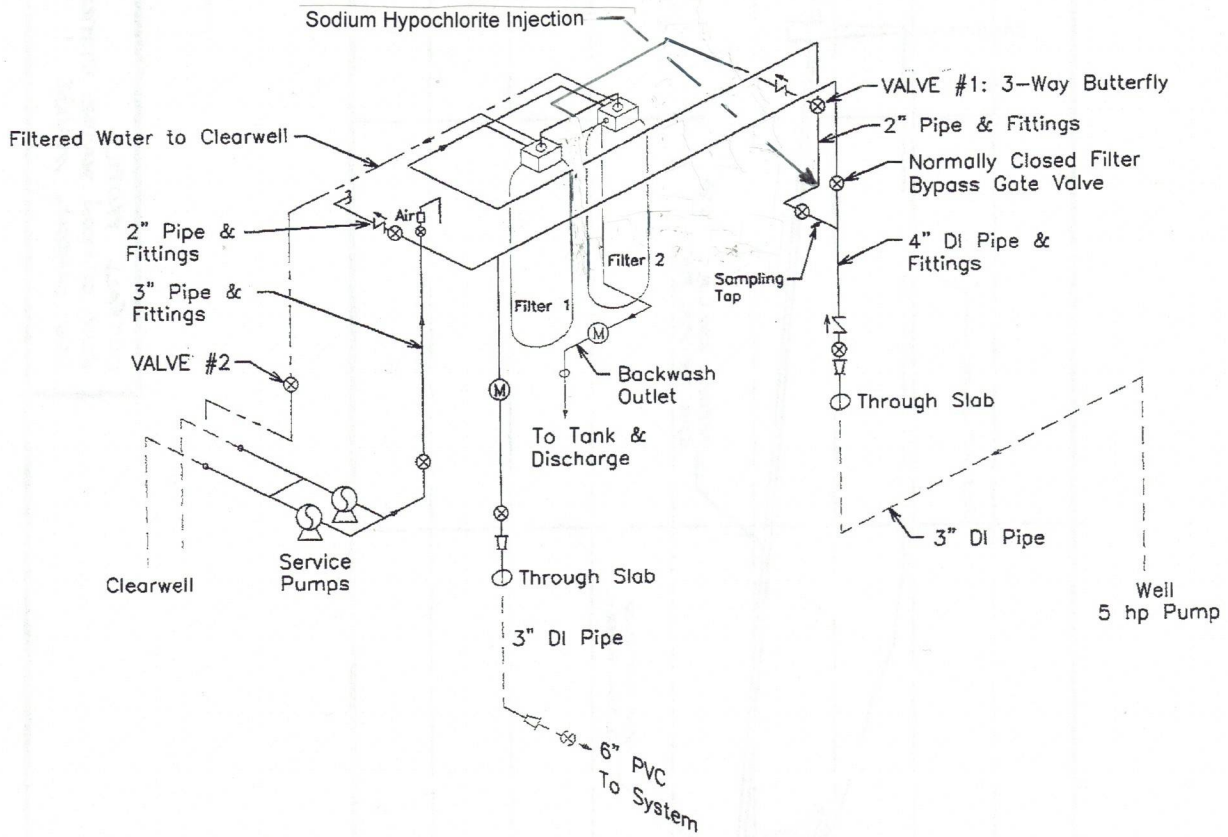 Sodium Hypochlorite Injection
VALVE #1: 3-Way Butterfly
2" Pipe & Fittings
Normally Closed Filter
Bypass Gate Valve
Filtered Water to Clearwell
3
Air
2" Pipe &
Fittings
3" Pipe &
Fittings
Filter 1
Filter 2
Sampling
Tap
4" DI Pipe &
Fittings
VALVE #2
M
M
Backwash
Outlet
To Tank &
Discharge
Through Slab
Clearwell
Service
Pumps
Through Slab
3" DI Pipe
3" DI Pipe
Well
5 hp Pump
6" PVC
To System